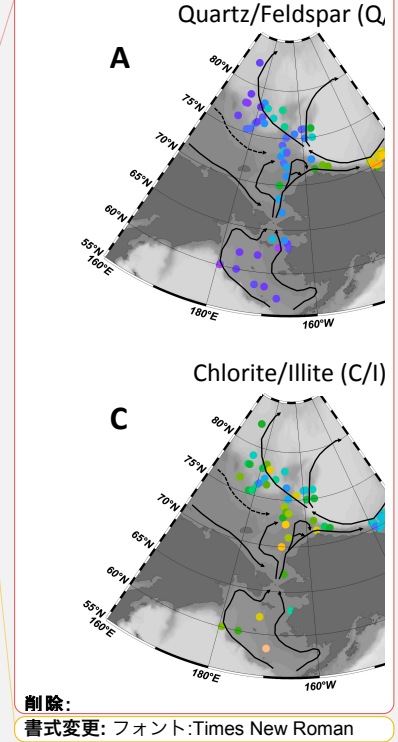 Quartz/Feldspar (Q/
A
80°N
75°N
70°N
65°N
60°N
55°N
160°E
180°E
160°W
Chlorite/Illite (C/I)
C
80°N
75°N
70°N
65°N
60°N
55°N
160°E
180°E
160°W
削除:
書式変更: フォント:Times New Roman